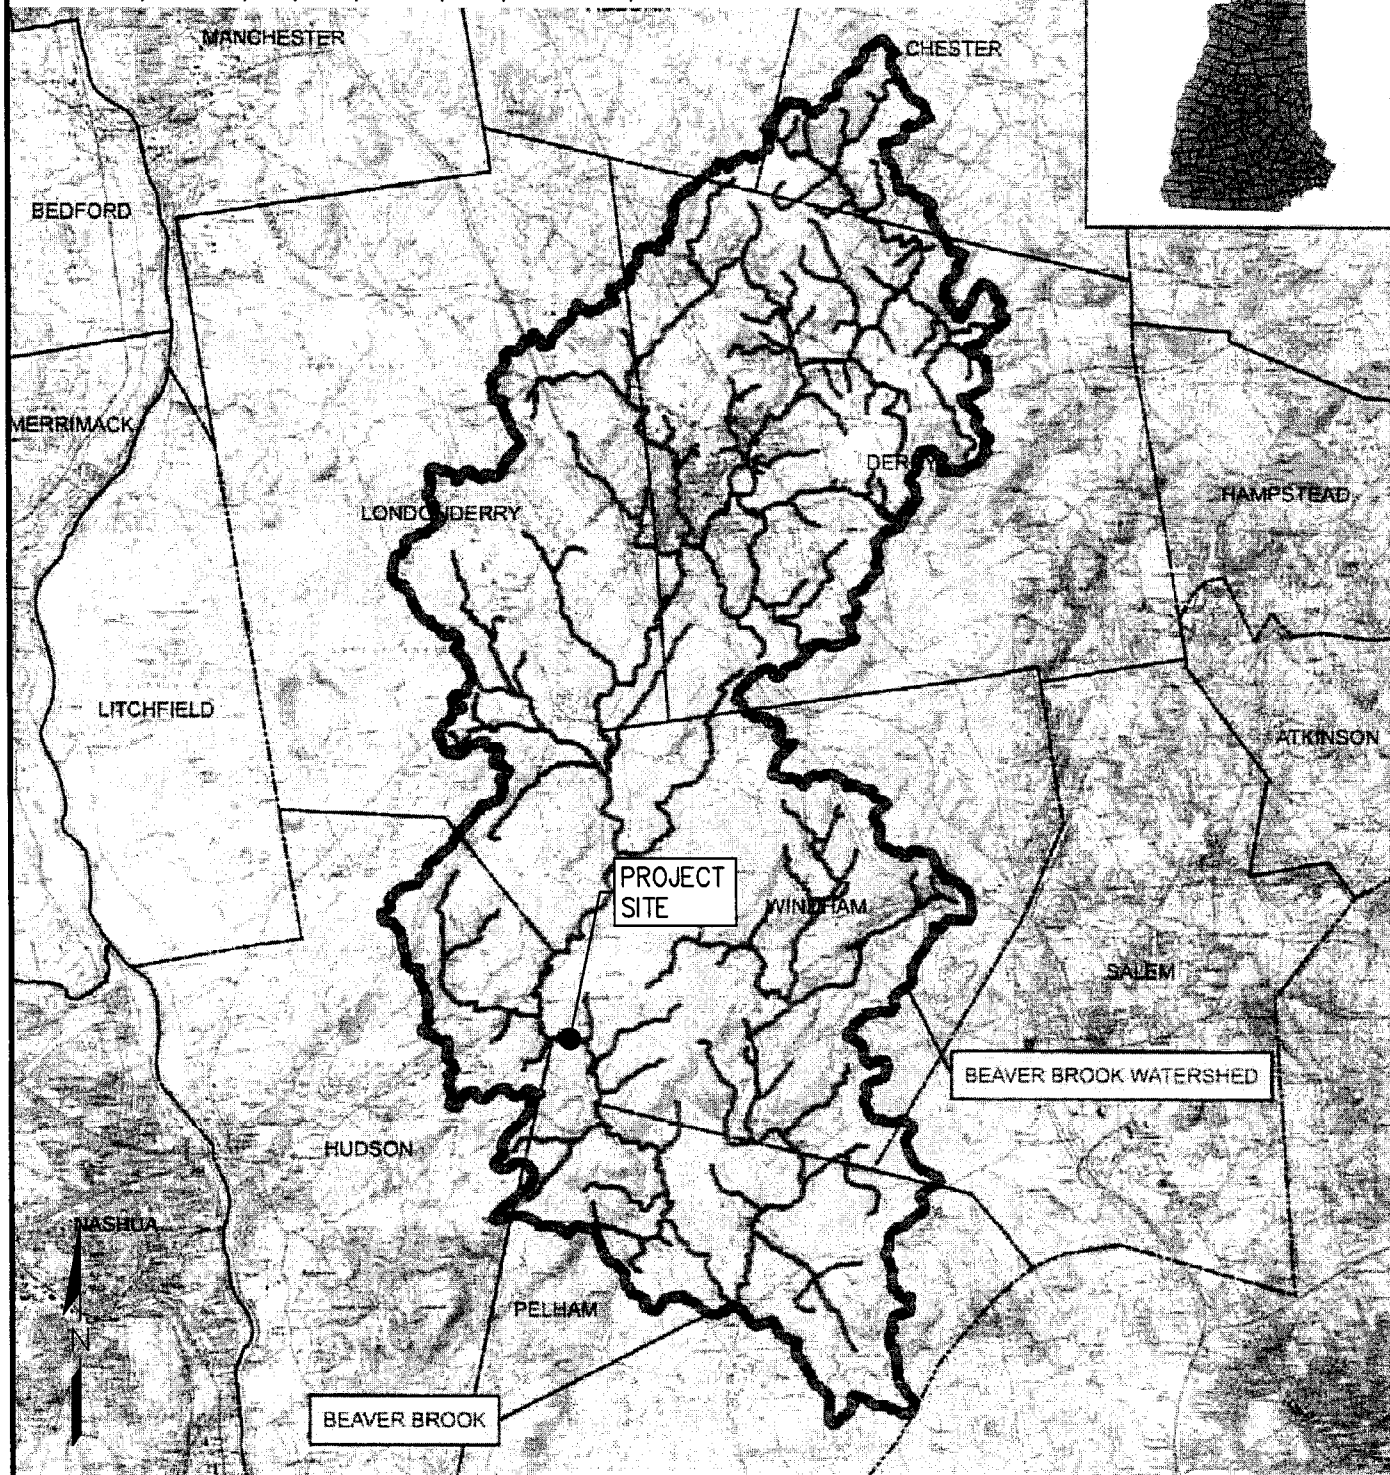 MANCHESTER
CHESTER
BEDFORD
MERRIMACK
DERRY
HAMPSTEAD
LONDONDERRY
LITCHFIELD
ATKINSON
PROJECT
SITE
WINDHAM
SALEM
BEAVER BROOK WATERSHED
HUDSON
NASHUA
PELHAM
N
BEAVER BROOK